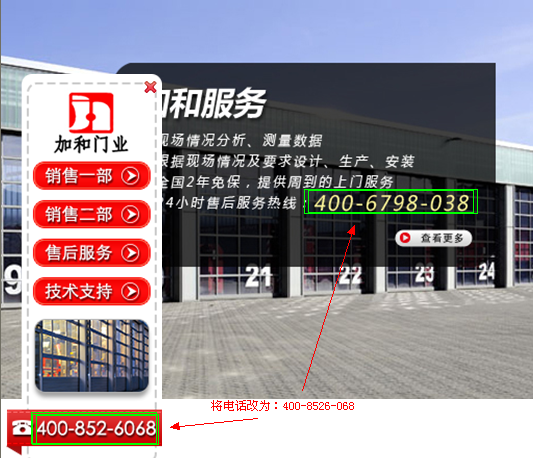 加和门业
销售一部
销售二部
售后服务
技术支持
400-852-6068
和服务
现场情况分析、测量数据
根据现场情况及要求设计、生产、安装
全国2年免保，提供周到的上门服务
24小时售后服务热线：400-6798-038
查看更多
9
21
22
23
24
将电话改为：400-8526-068